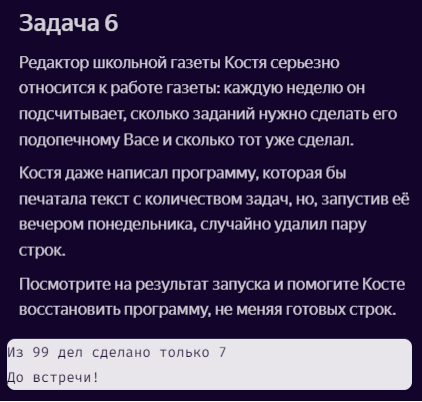 Задача 6
Редактор школьной газеты Костя серьезно
относится к работе газеты: каждую неделю он
подсчитывает, сколько заданий нужно сделать его
подопечному Васе и сколько тот уже сделал.
Костя даже написал программу, которая бы
печатала текст с количеством задач, но, запустив её
вечером понедельника, случайно удалил пару
строк.
Посмотрите на результат запуска и помогите Косте
восстановить программу, не меняя готовых строк.
Из 99 дел сделано только 7
До встречи!